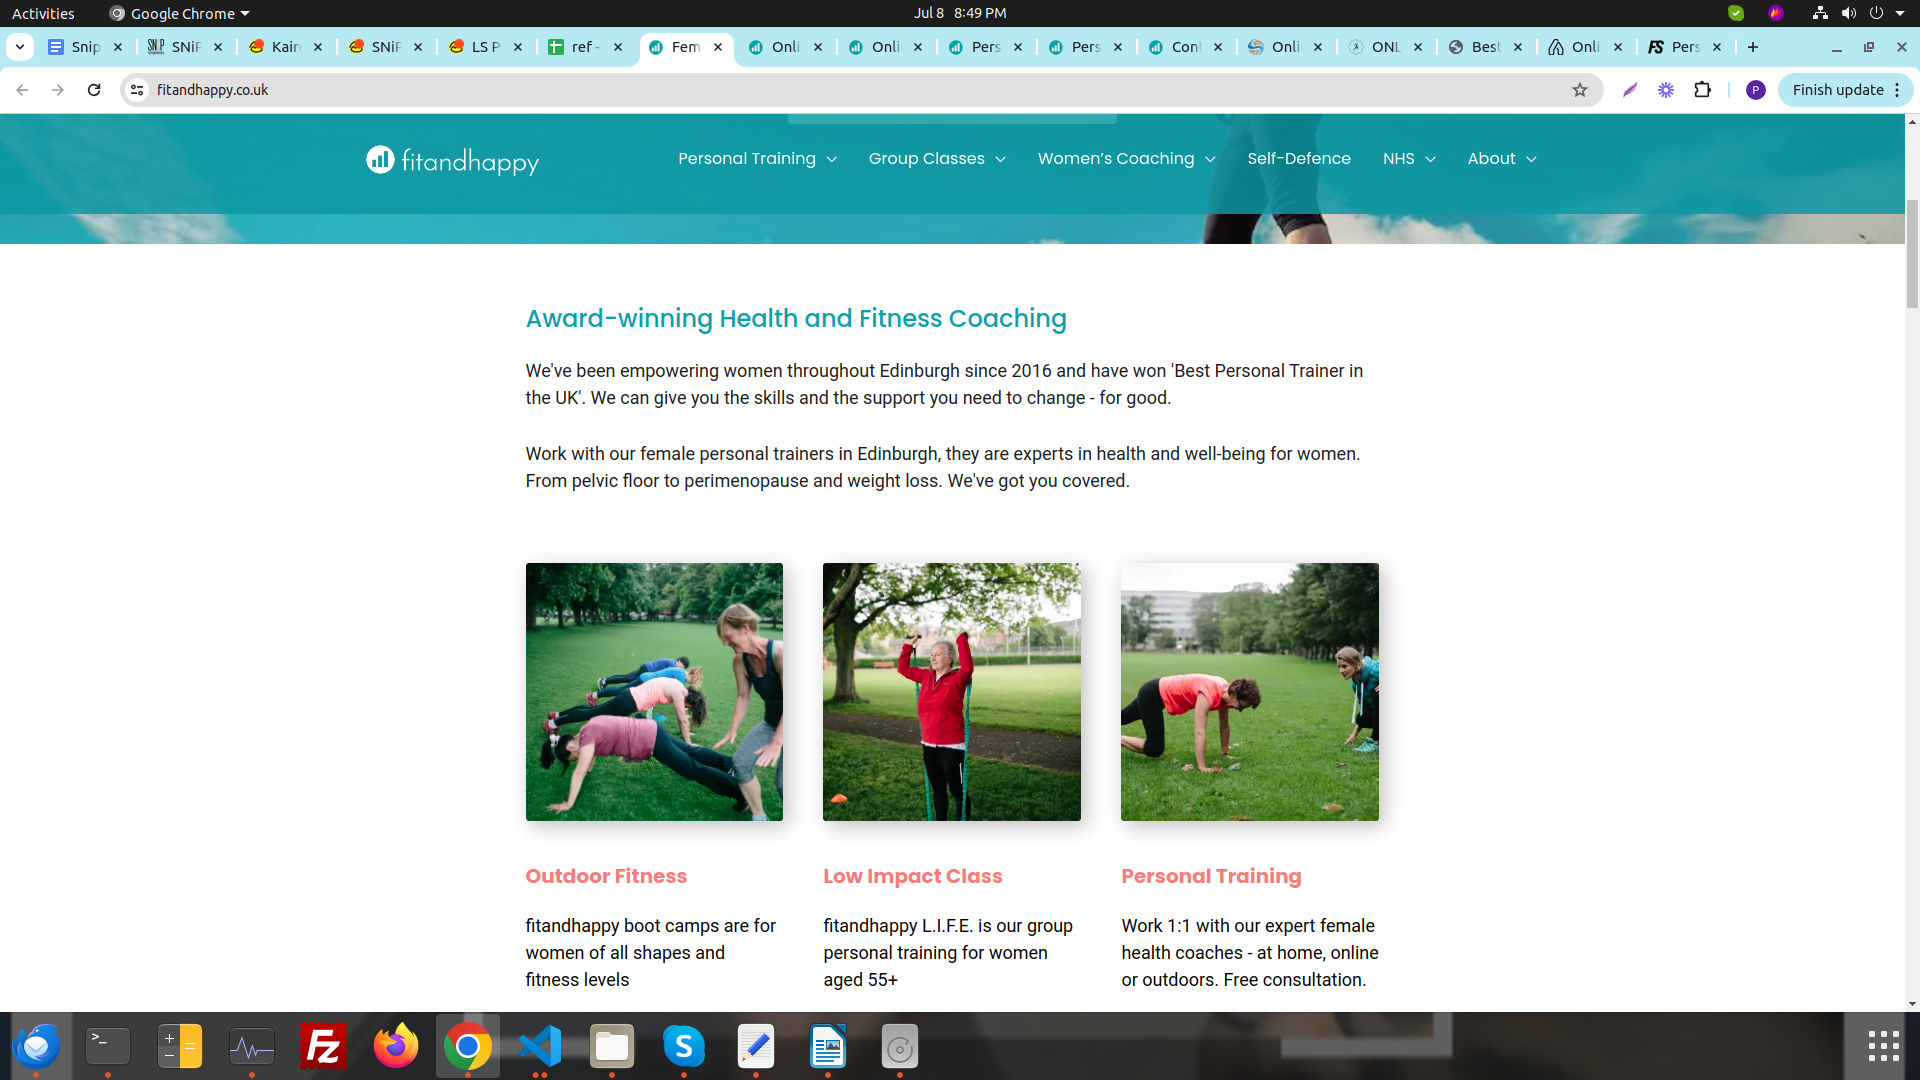 Activities
Google Chrome
Jul 8 8:49 PM
Snip
SNiP
Kair
SNiP
LS P
ref -
Fem
Onli
Onli
Pers
Pers
Cont
Onli
ONL
Best
Onli
Pers
fitandhappy.co.uk
P
Finish update
fitandhappy
Personal Training
Group Classes
Women's Coaching
Self-Defence
NHS
About
Award-winning Health and Fitness Coaching
We've been empowering women throughout Edinburgh since 2016 and have won 'Best Personal Trainer in
the UK'. We can give you the skills and the support you need to change - for good.
Work with our female personal trainers in Edinburgh, they are experts in health and well-being for women.
From pelvic floor to perimenopause and weight loss. We've got you covered.
Outdoor Fitness
fitandhappy boot camps are for
women of all shapes and
fitness levels
Low Impact Class
fitandhappy L.I.F.E. is our group
personal training for women
aged 55+
Personal Training
Work 1:1 with our expert female
health coaches - at home, online
or outdoors. Free consultation.